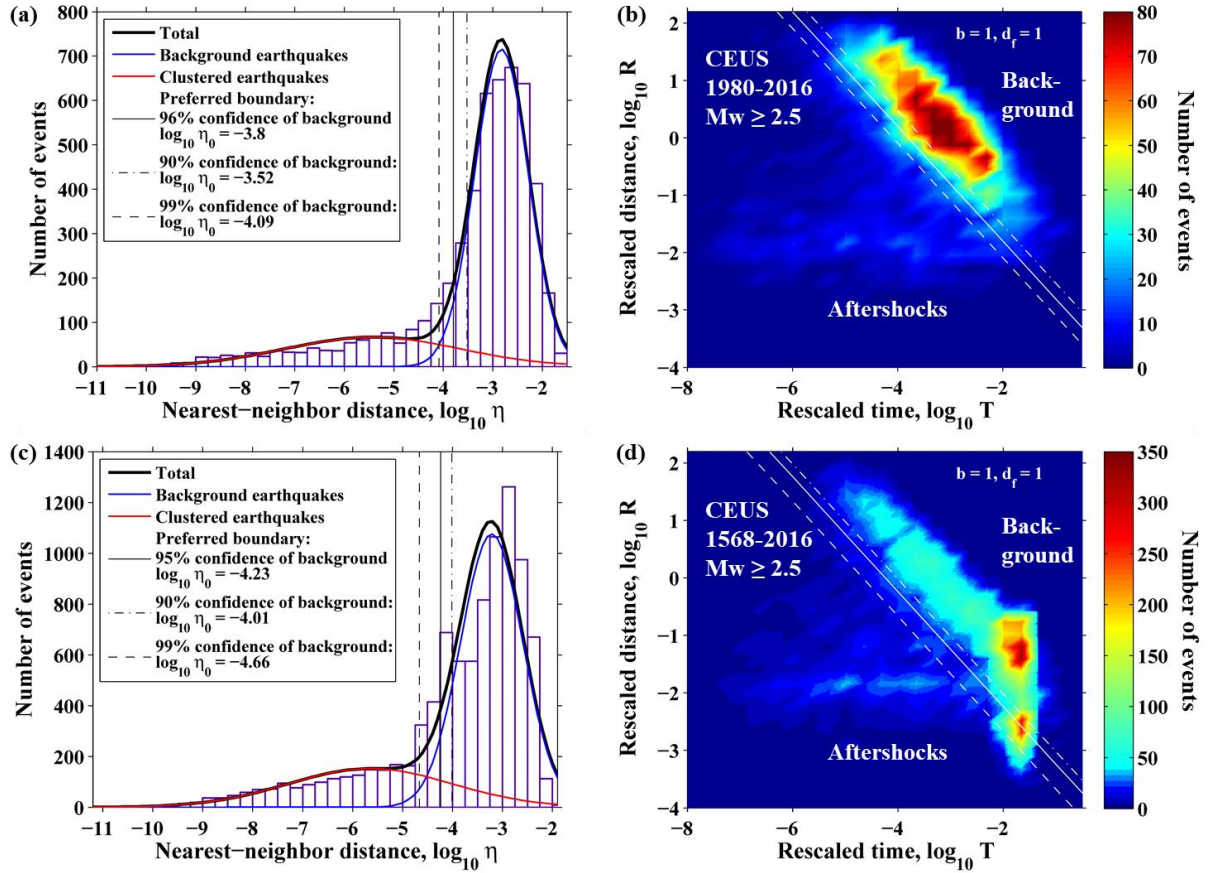 (a)
800
700
600
500
400
300
200
100
0
Number of events
Total
Background earthquakes
Clustered earthquakes
Preferred boundary:
96% confidence of background
log10 η0 = −3.8
90% confidence of background:
log10 η0 = −3.52
99% confidence of background:
log10 η0 = −4.09
−11 −10 −9 −8 −7 −6 −5 −4 −3 −2
Nearest−neighbor distance, log10 η
(b)
2
1
0
−1
−2
−3
−4
Rescaled distance, log10 R
CEUS
1980-2016
Mw ≥ 2.5
b = 1, df = 1
Back-
ground
Aftershocks
−8 −6 −4 −2
Rescaled time, log10 T
80
70
60
50
40
30
20
10
0
Number of events
(c)
1400
1200
1000
800
600
400
200
0
Number of events
Total
Background earthquakes
Clustered earthquakes
Preferred boundary:
95% confidence of background
log10 η0 = −4.23
90% confidence of background:
log10 η0 = −4.01
99% confidence of background:
log10 η0 = −4.66
−11 −10 −9 −8 −7 −6 −5 −4 −3 −2
Nearest−neighbor distance, log10 η
(d)
2
1
0
−1
−2
−3
−4
Rescaled distance, log10 R
CEUS
1568-2016
Mw ≥ 2.5
b = 1, df = 1
Back-
ground
Aftershocks
−8 −6 −4 −2
Rescaled time, log10 T
350
300
250
200
150
100
50
0
Number of events